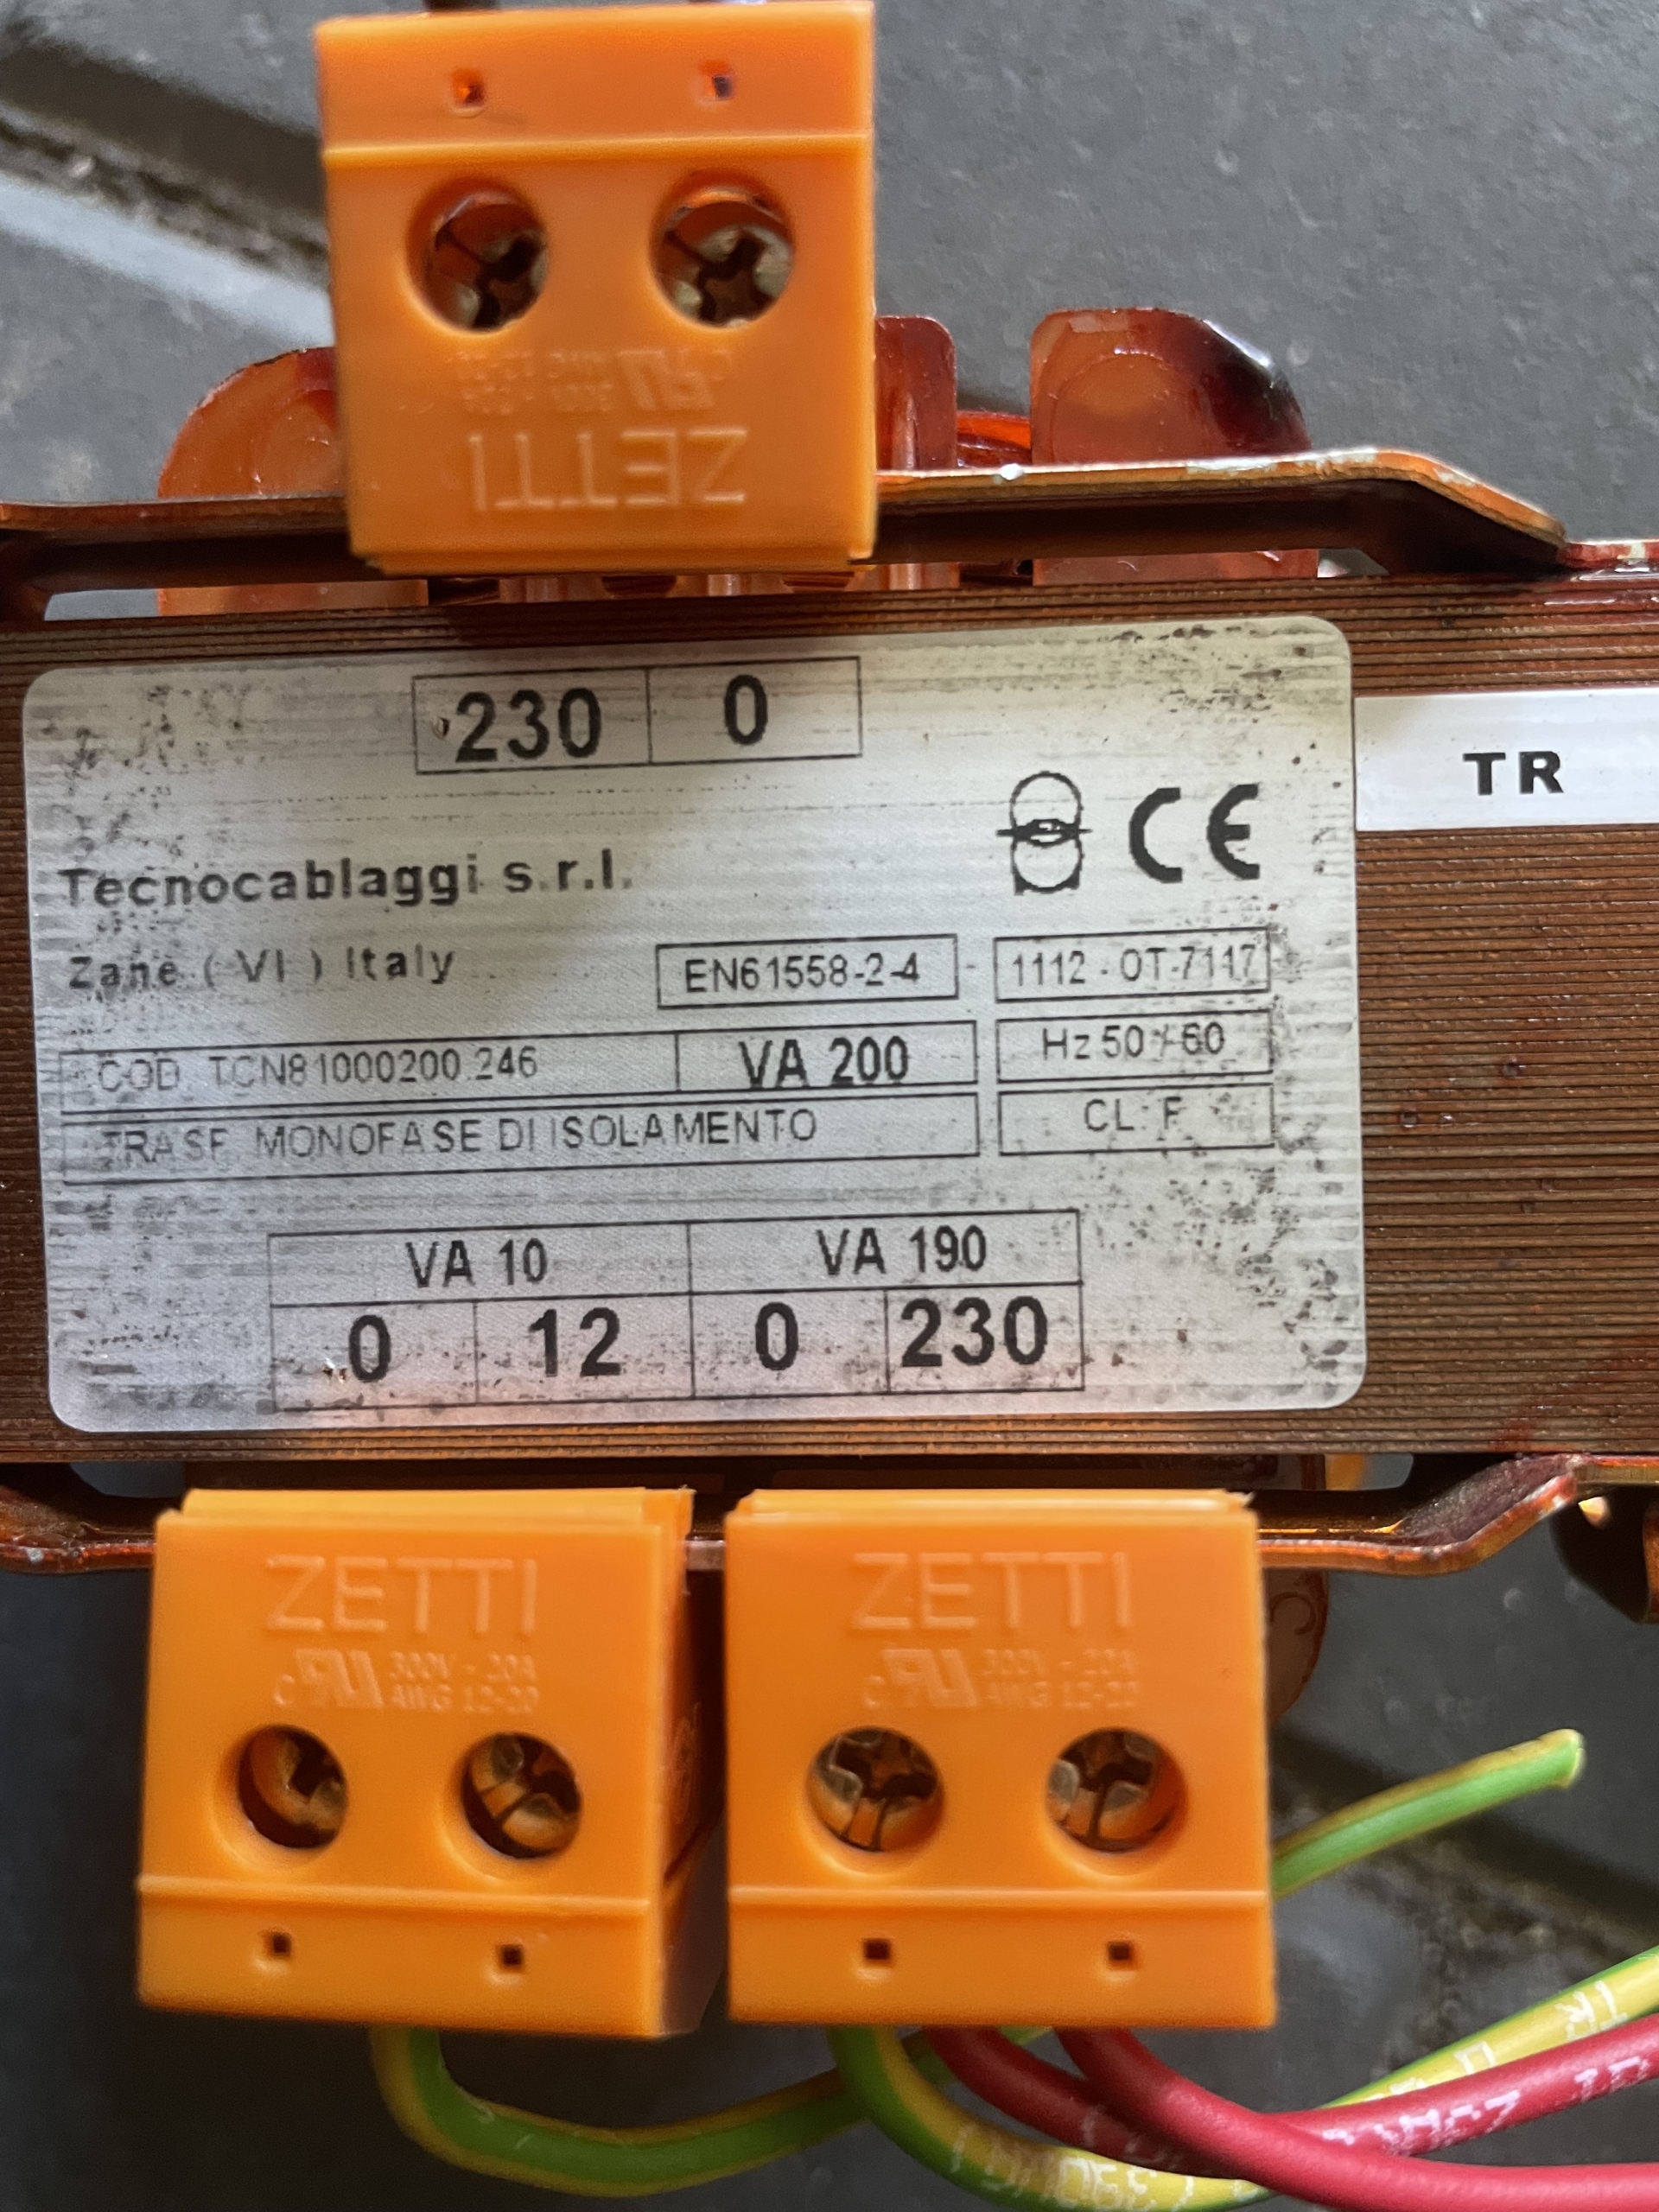 ZETTI
230 0
TR
CE
Tecnocablaggi s.r.l.
Zane ( VI ) Italy
EN61558-2-4 - 1112 - OT-7117
COD. TCN81000200.246 VA 200 Hz 50 / 60
TRASF. MONOFASE DI ISOLAMENTO CL: F
VA 10 VA 190
0 12 0 230
ZETTI ZETTI
300V - 20A 300V - 20A
AWG 12-20 AWG 12-20